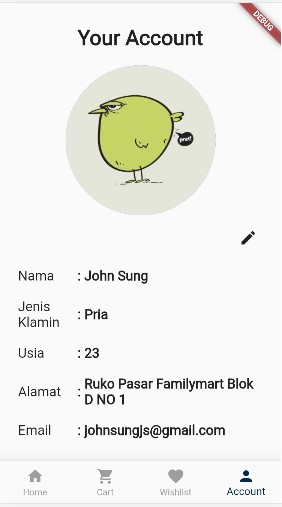 DEBUG
Your Account
prot!
Nama : John Sung
Jenis
Klamin : Pria
Usia : 23
Alamat : Ruko Pasar Familymart Blok
D NO 1
Email : johnsungjs@gmail.com
Home Cart Wishlist Account